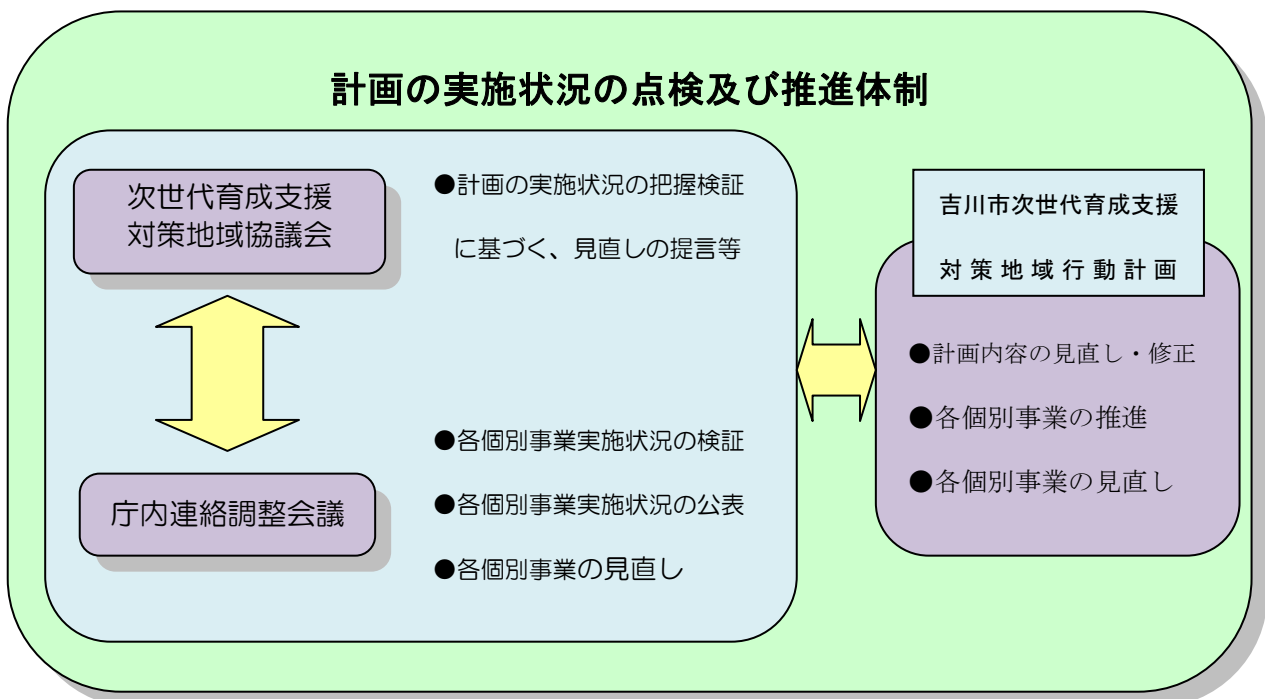 計画の実施状況の点検及び推進体制
次世代育成支援
対策地域協議会
●計画の実施状況の把握検証
に基づく、見直しの提言等
庁内連絡調整会議
●各個別事業実施状況の検証
●各個別事業実施状況の公表
●各個別事業の見直し
吉川市次世代育成支援
対策地域行動計画
●計画内容の見直し・修正
●各個別事業の推進
●各個別事業の見直し